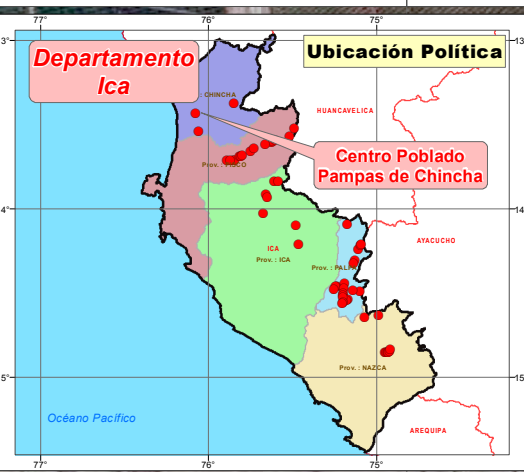 77°
76°
75°
Departamento
Ica
Ubicación Política
3°
13
: CHINCHA
HUANCAVELICA
Centro Poblado
Pampas de Chincha
Prov. : PISCO
4°
14
AYACUCHO
ICA
Prov. : ICA
Prov. : PALPA
Prov. : NAZCA
5°
15
Océano Pacífico
AREQUIPA
77°
76°
75°